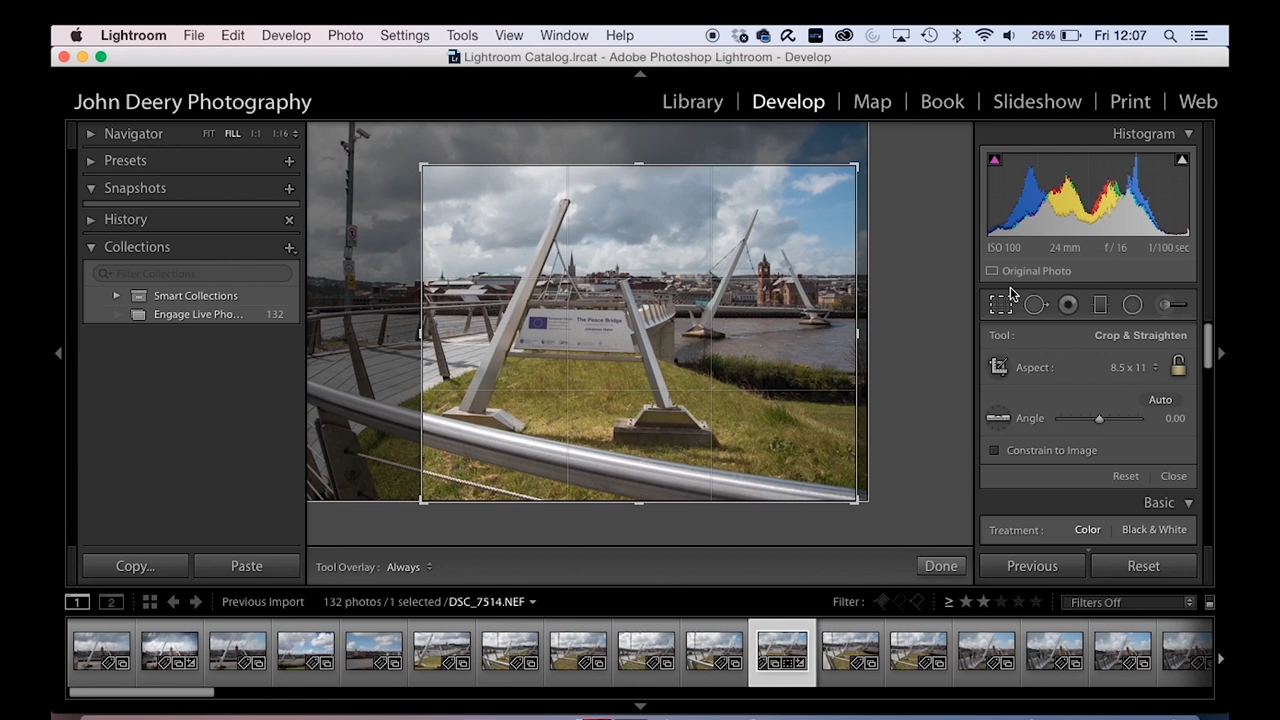 Lightroom File Edit Develop Photo Settings Tools View Window Help 26% Fri 12:07
Lightroom Catalog.lrcat - Adobe Photoshop Lightroom - Develop
John Deery Photography Library | Develop | Map | Book | Slideshow | Print | Web
Navigator FIT FILL 1:1 1:16
Presets
Snapshots
History
Collections
Filter Collections
Smart Collections
Engage Live Pho... 132
Copy... Paste
The Peace Bridge
Histogram
ISO 100 24 mm f / 16 1/100 sec
Original Photo
Tool : Crop & Straighten
Aspect : 8.5 x 11
Auto
Angle 0.00
Constrain to Image
Reset Close
Basic
Treatment : Color Black & White
Tool Overlay : Always Done
Previous Reset
1 2 Previous Import 132 photos / 1 selected / DSC_7514.NEF Filter : ≥ Filters Off